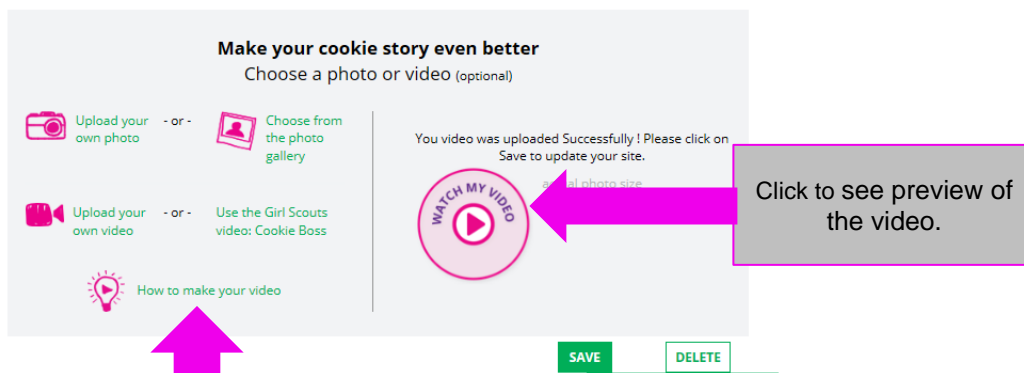 Make your cookie story even better
Choose a photo or video (optional)
Upload your
own photo
- or -
Choose from
the photo
gallery
Upload your
own video
- or -
Use the Girl Scouts
video: Cookie Boss
How to make your video
You video was uploaded Successfully ! Please click on
Save to update your site.
photo size
WATCH MY VIDEO
Click to see preview of
the video.
SAVE
DELETE